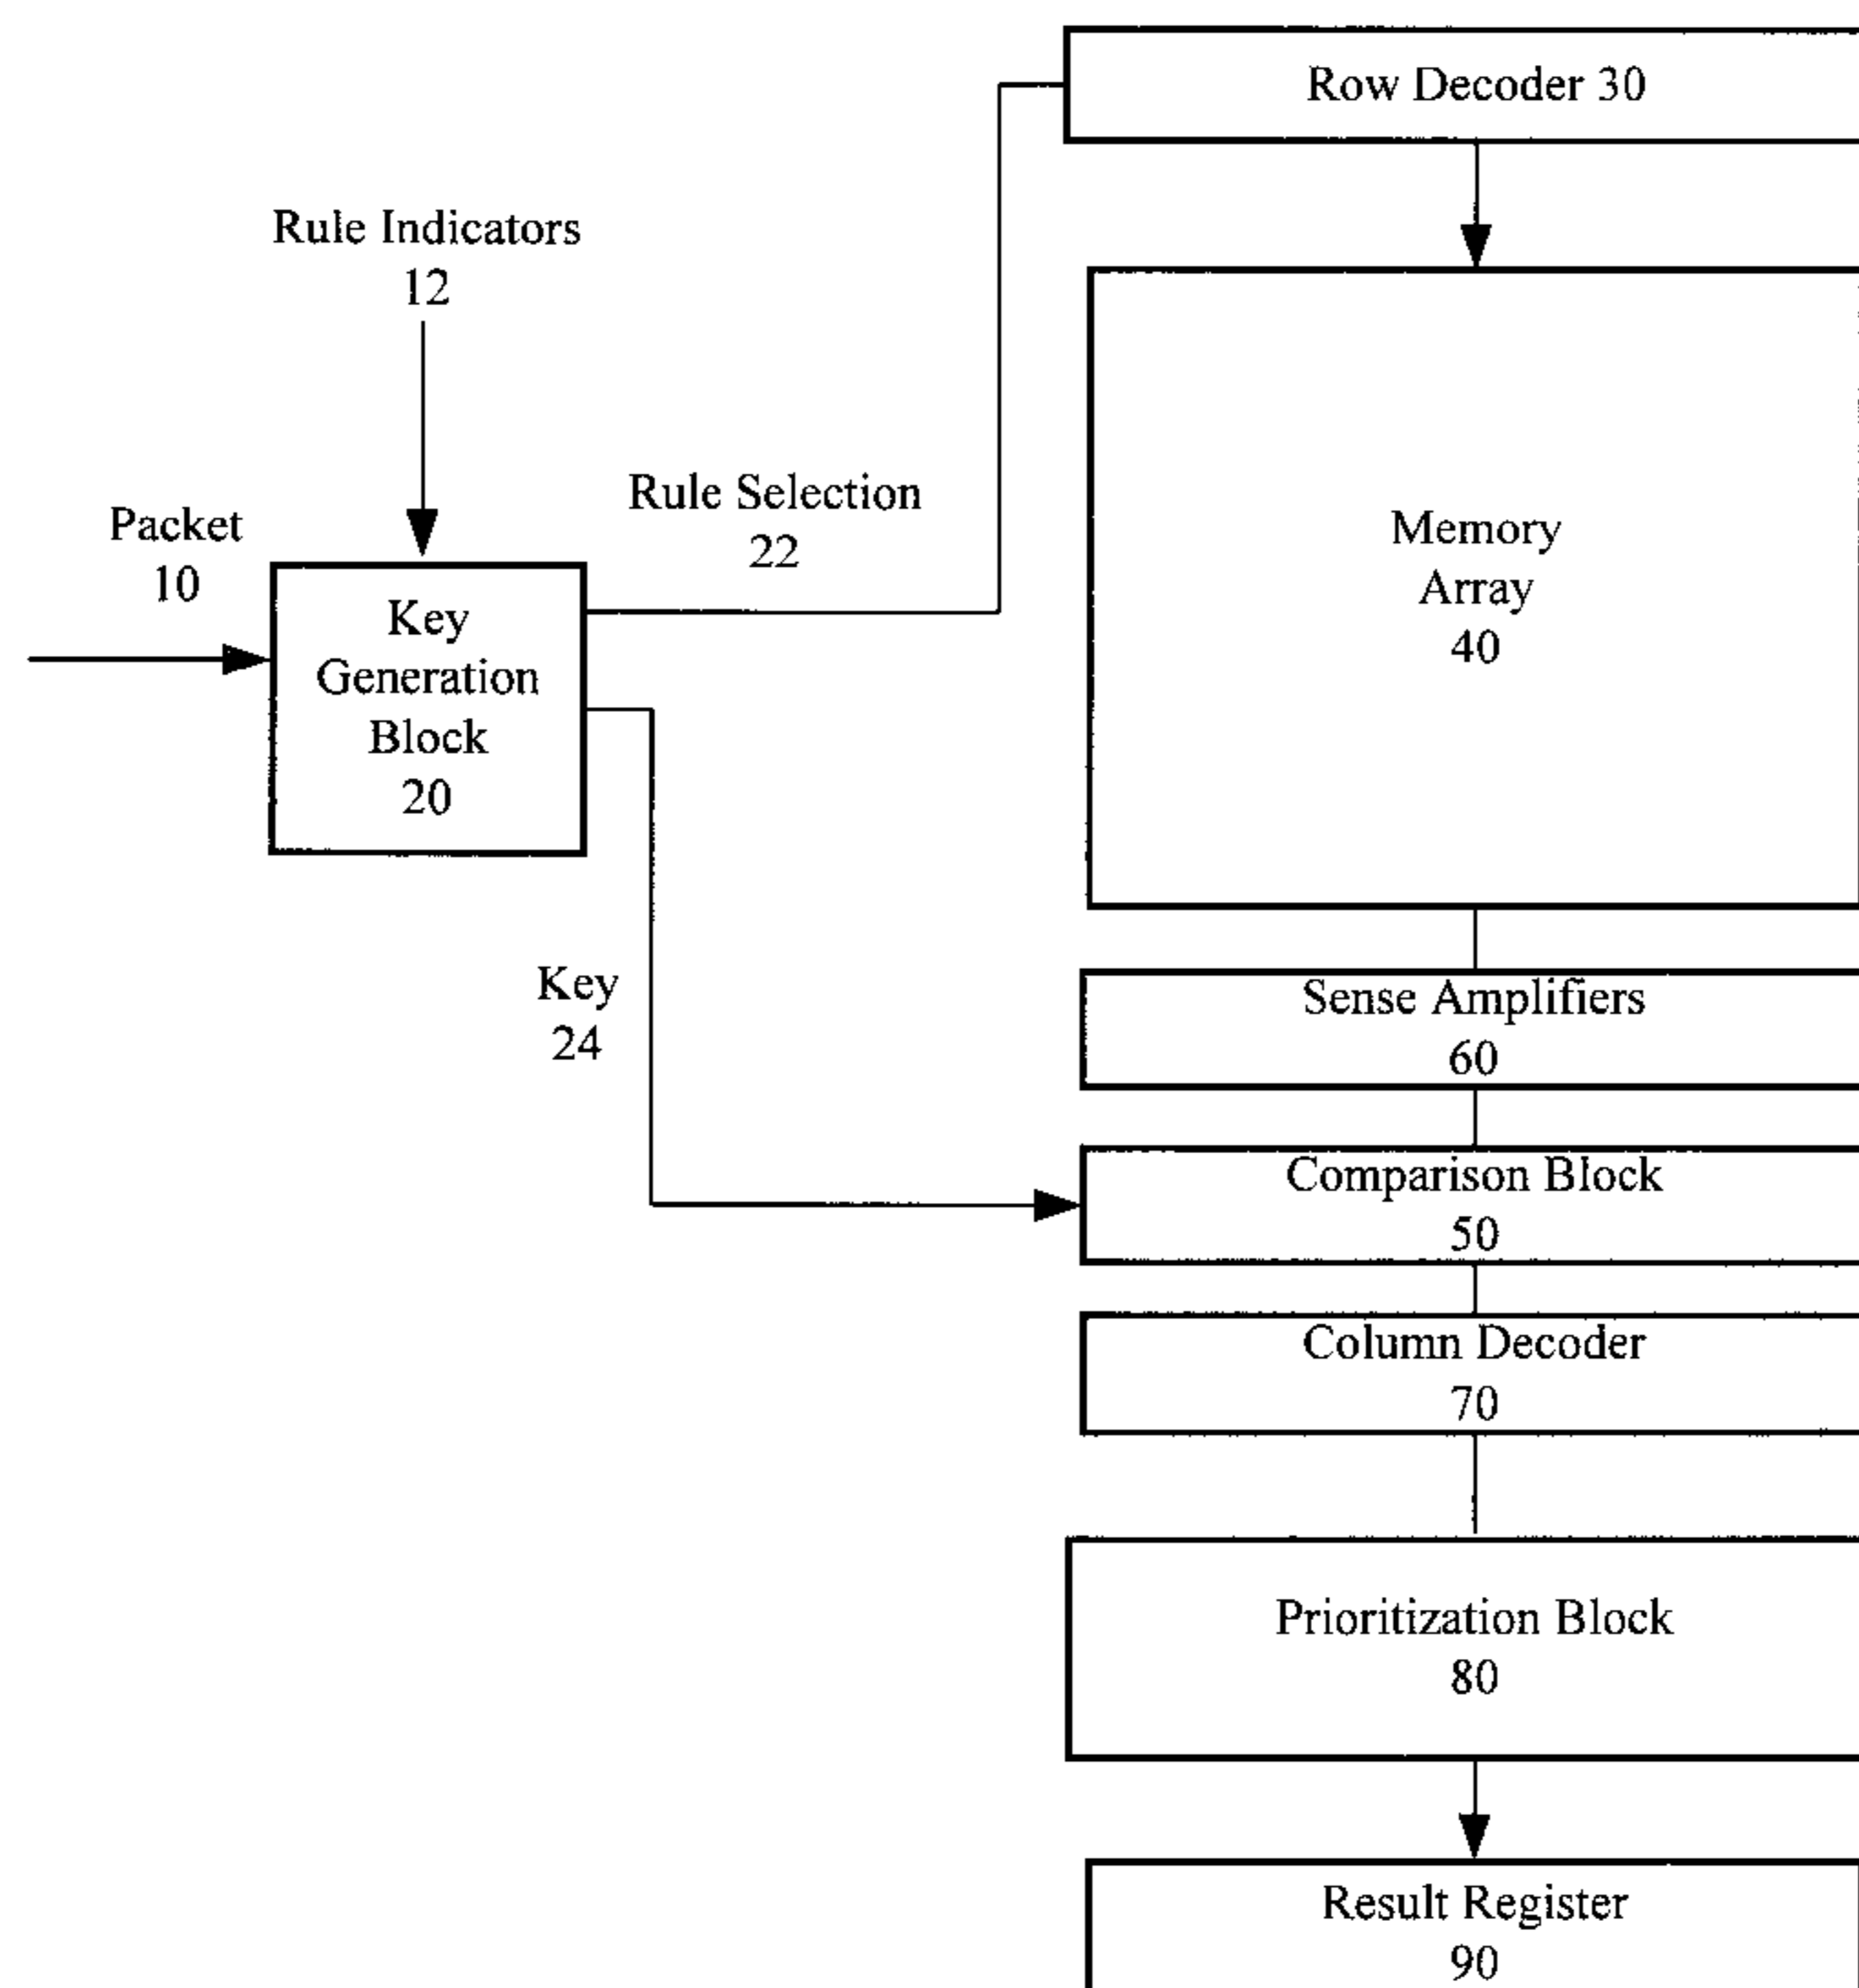 Row Decoder 30
Rule Indicators
12
Rule Selection
22
Packet
10
Key
Generation
Block
20
Memory
Array
40
Key
24
Sense Amplifiers
60
Comparison Block
50
Column Decoder
70
Prioritization Block
80
Result Register
90